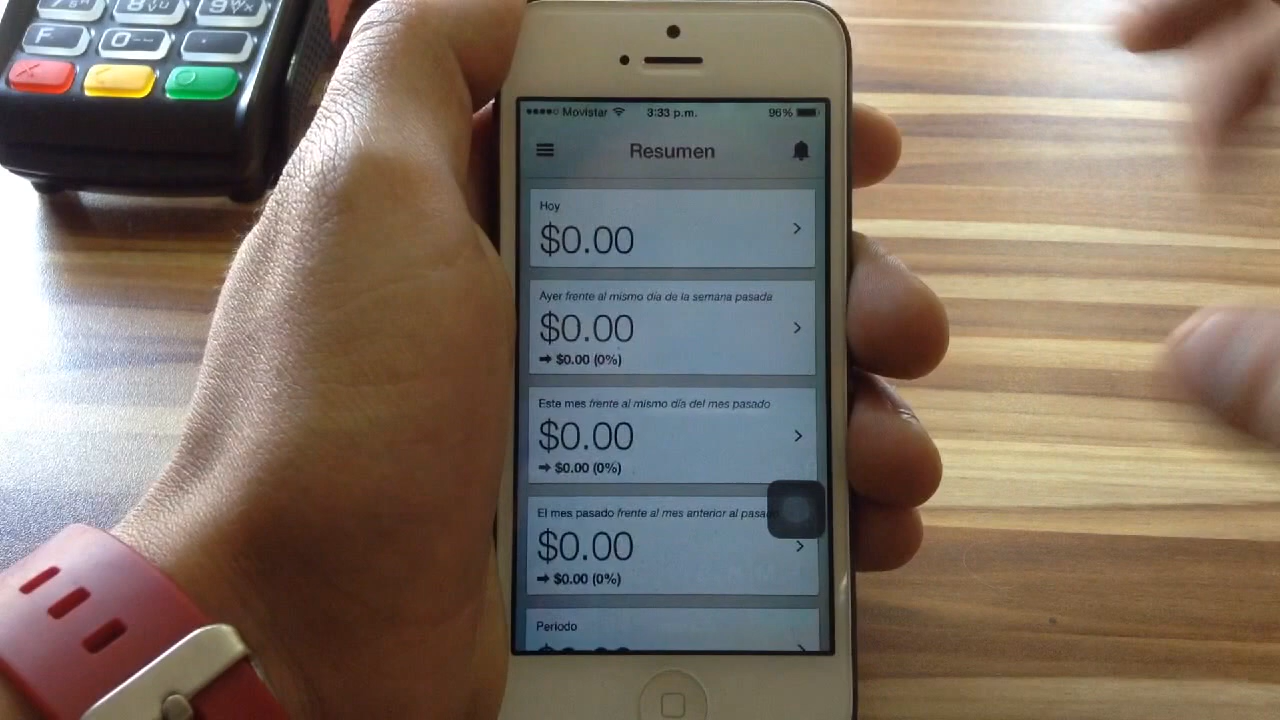 F
0
Movistar 3:33 p.m. 96%
Resumen
Hoy
$0.00
Ayer frente al mismo día de la semana pasada
$0.00
$0.00 (0%)
Este mes frente al mismo día del mes pasado
$0.00
$0.00 (0%)
El mes pasado frente al mes anterior al
$0.00
$0.00 (0%)
Periodo